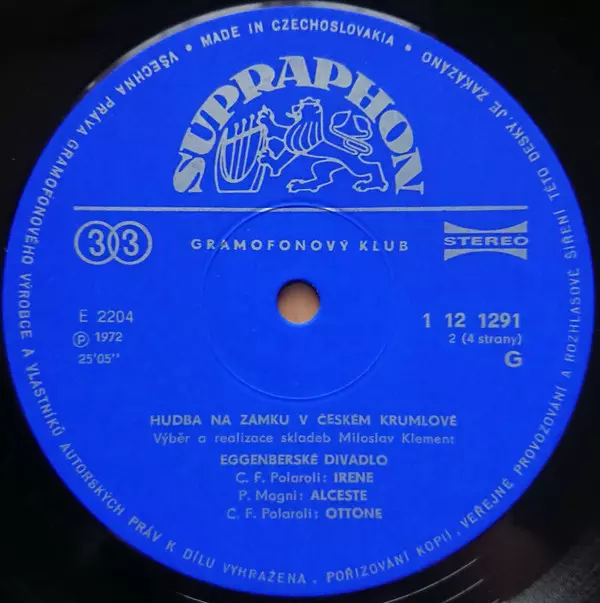 VŠECHNA PRÁVA GRAMOFONOVÉHO VÝROBCE A VLASTNÍKŮ AUTORSKÝCH PRÁV K DÍLU VYHRAŽENA. POŘIZOVÁNÍ KOPIÍ, VEŘEJNÉ PROVOZOVÁNÍ A ROZHLASOVÉ ŠÍŘENÍ TÉTO DESKY, JE ZAKÁZÁNO
• MADE IN CZECHOSLOVAKIA •
SUPRAPHON
33
GRAMOFONOVÝ KLUB
STEREO
E 2204
Ⓟ 1972
25'05''
1 12 1291
2 (4 strany)
G
HUDBA NA ZÁMKU V ČESKÉM KRUMLOVĚ
Výběr a realizace skladeb Miloslav Klement
EGGENBERSKÉ DIVADLO
C. F. Polaroli: IRENE
P. Magni: ALCESTE
C. F. Polaroli: OTTONE